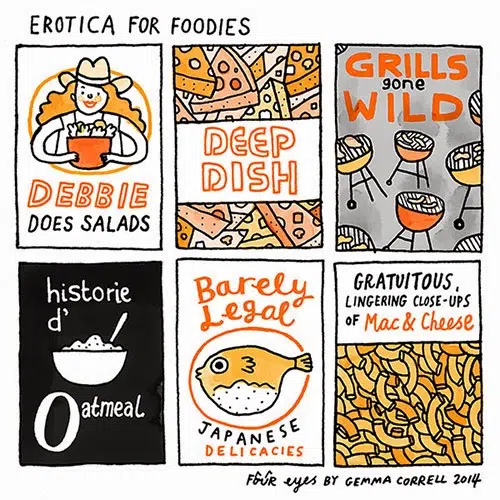 EROTICA FOR FOODIES
DEBBIE
DOES SALADS
DEEP
DISH
GRILLS
gone
WILD
historie
d'
Oatmeal
Barely
Legal
JAPANESE
DELICACIES
GRATUITOUS,
LINGERING CLOSE-UPS
OF Mac & Cheese
FOUR eyes BY GEMMA CORRELL 2014